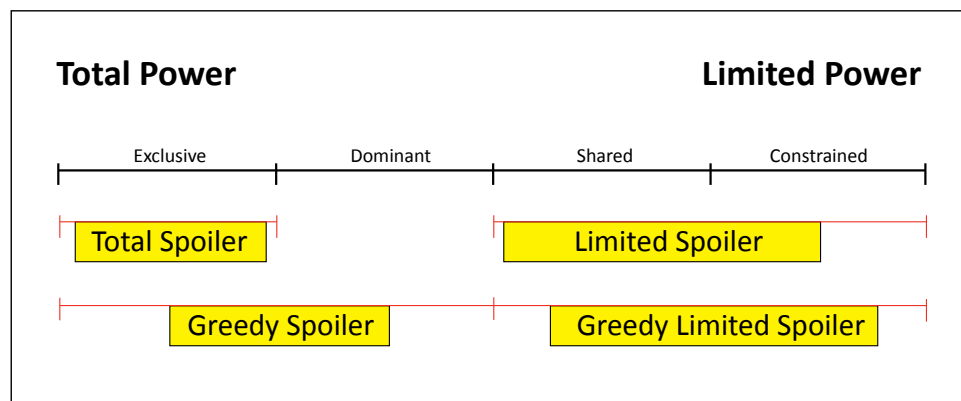 Total Power Limited Power
Exclusive Dominant Shared Constrained
Total Spoiler Limited Spoiler
Greedy Spoiler Greedy Limited Spoiler